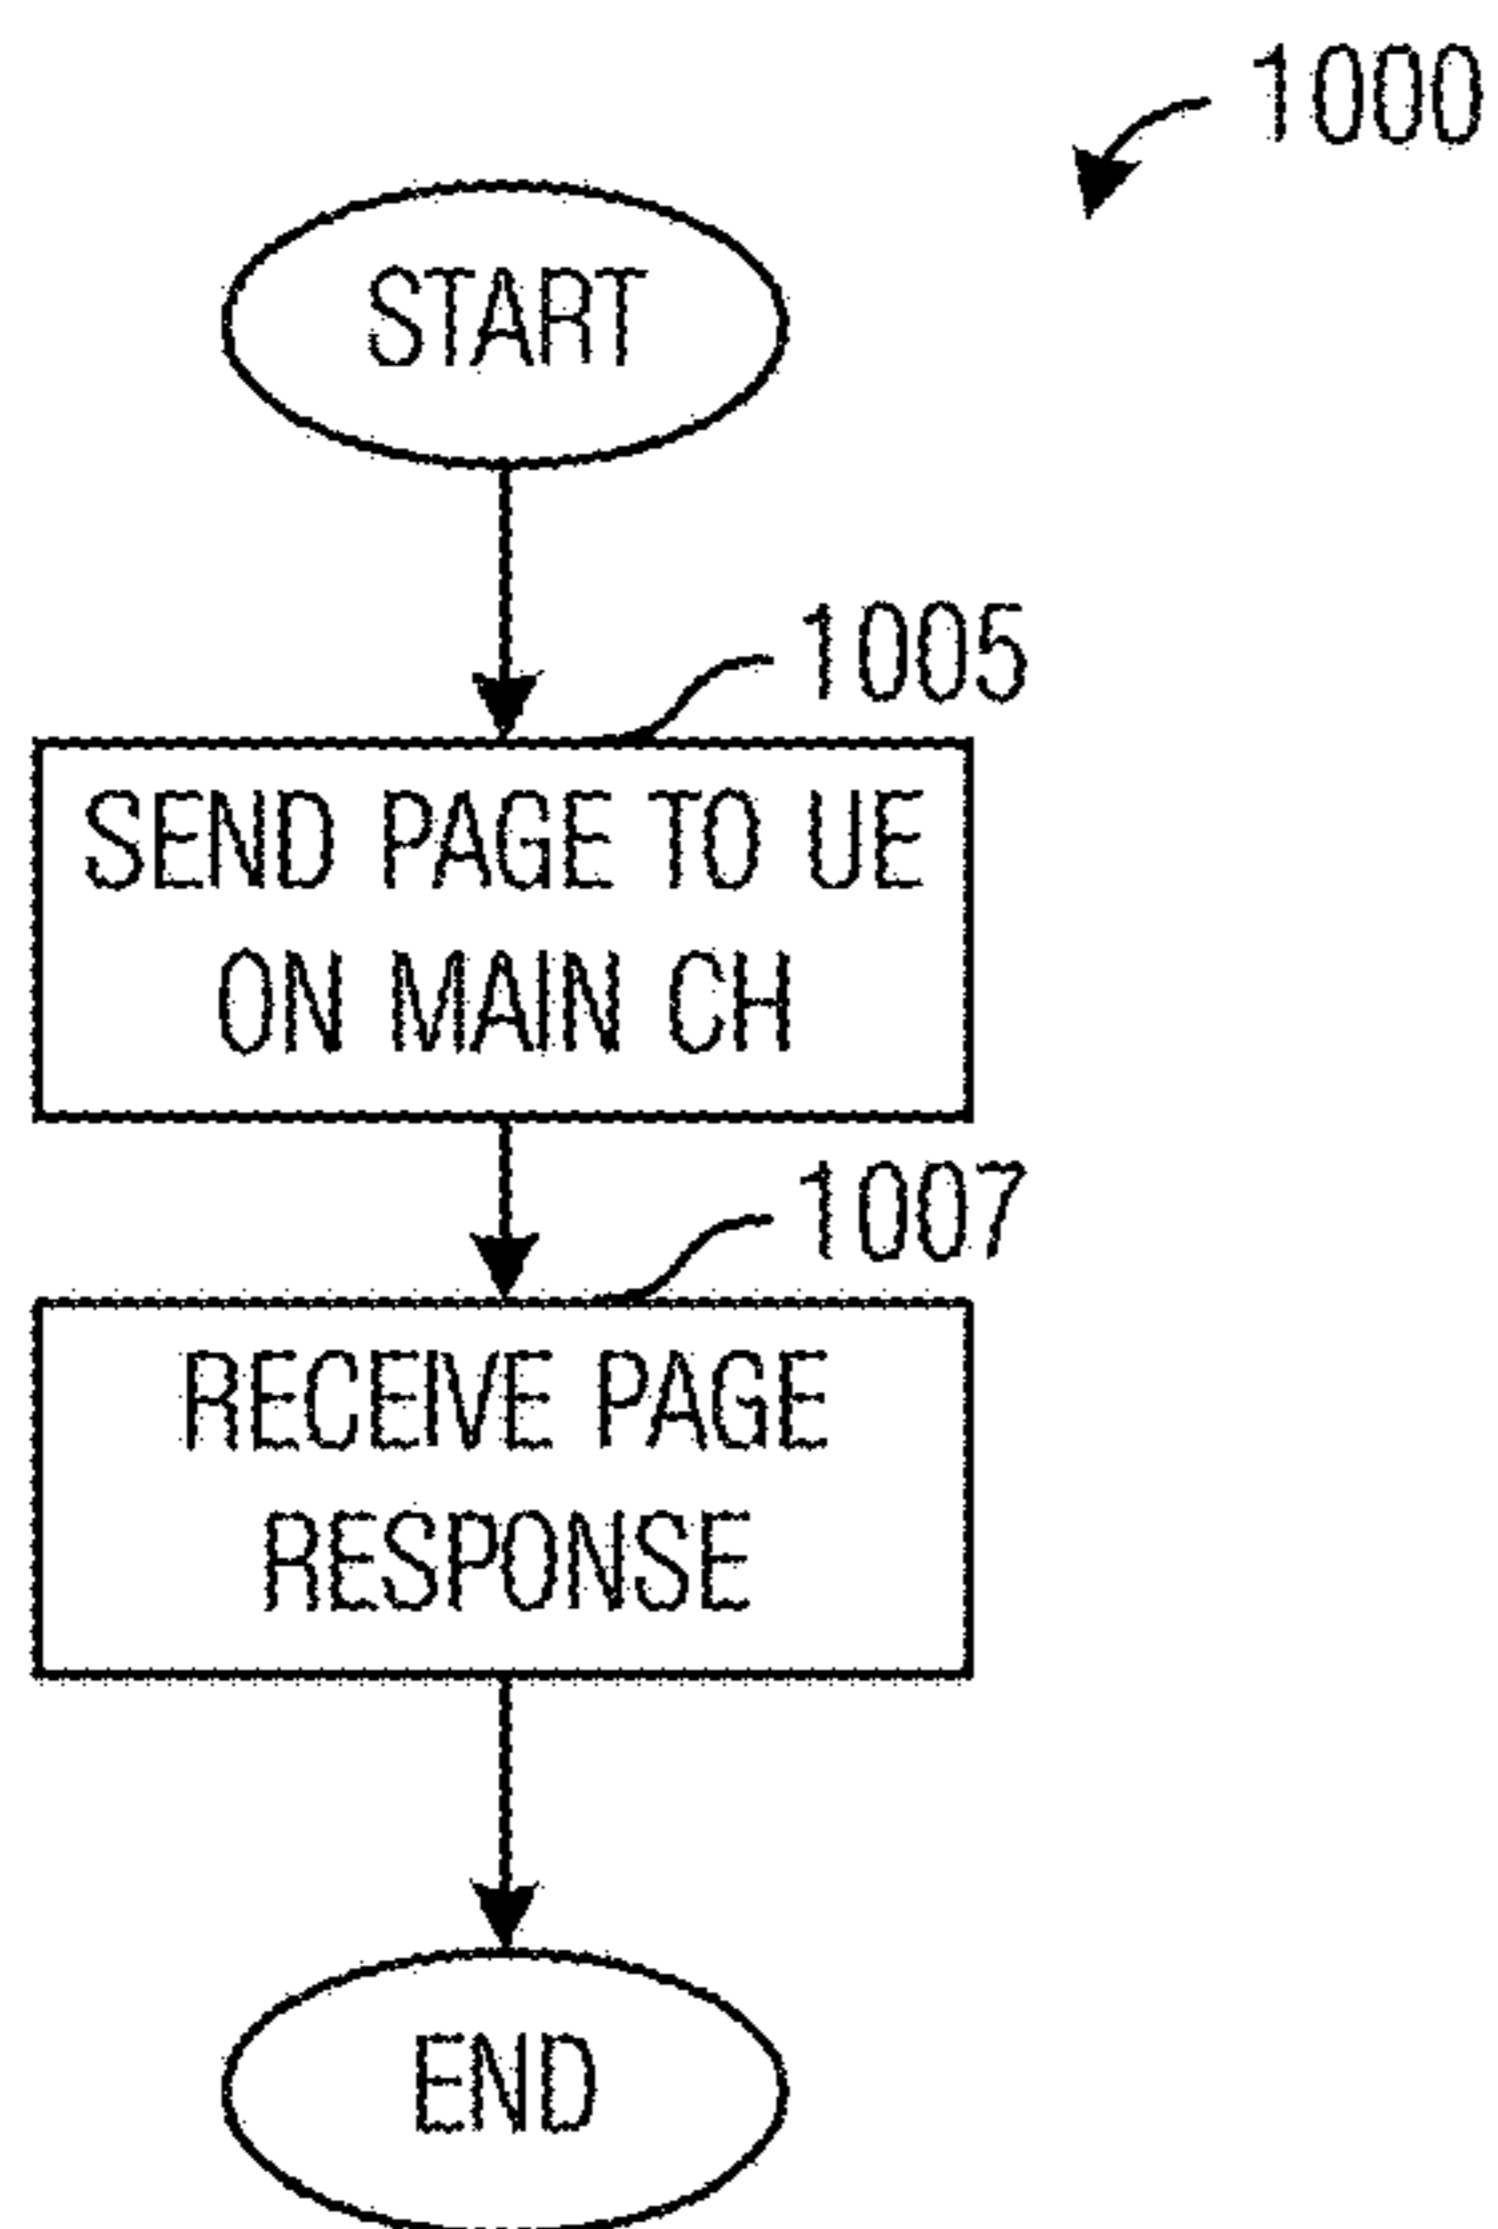 1000
START
1005
SEND PAGE TO UE
ON MAIN CH
1007
RECEIVE PAGE
RESPONSE
END